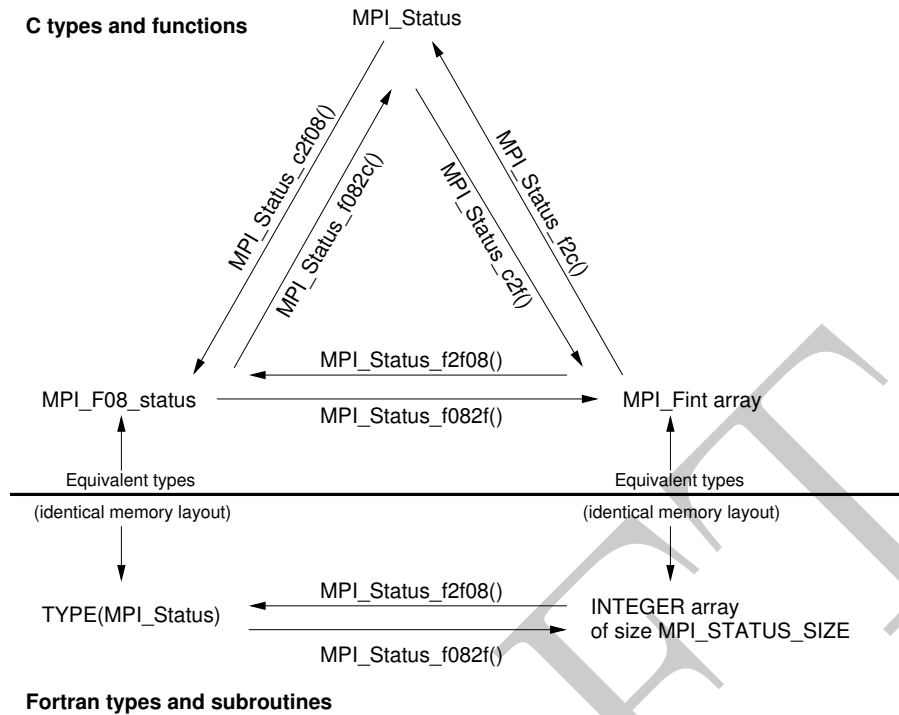 C types and functions
MPI_Status
MPI_Status_c2f08()
MPI_Status_f082c()
MPI_Status_c2f()
MPI_Status_f2c()
MPI_Status_f2f08()
MPI_F08_status
MPI_Fint array
MPI_Status_f082f()
Equivalent types
Equivalent types
(identical memory layout)
(identical memory layout)
MPI_Status_f2f08()
TYPE(MPI_Status)
INTEGER array
of size MPI_STATUS_SIZE
MPI_Status_f082f()
Fortran types and subroutines
FT